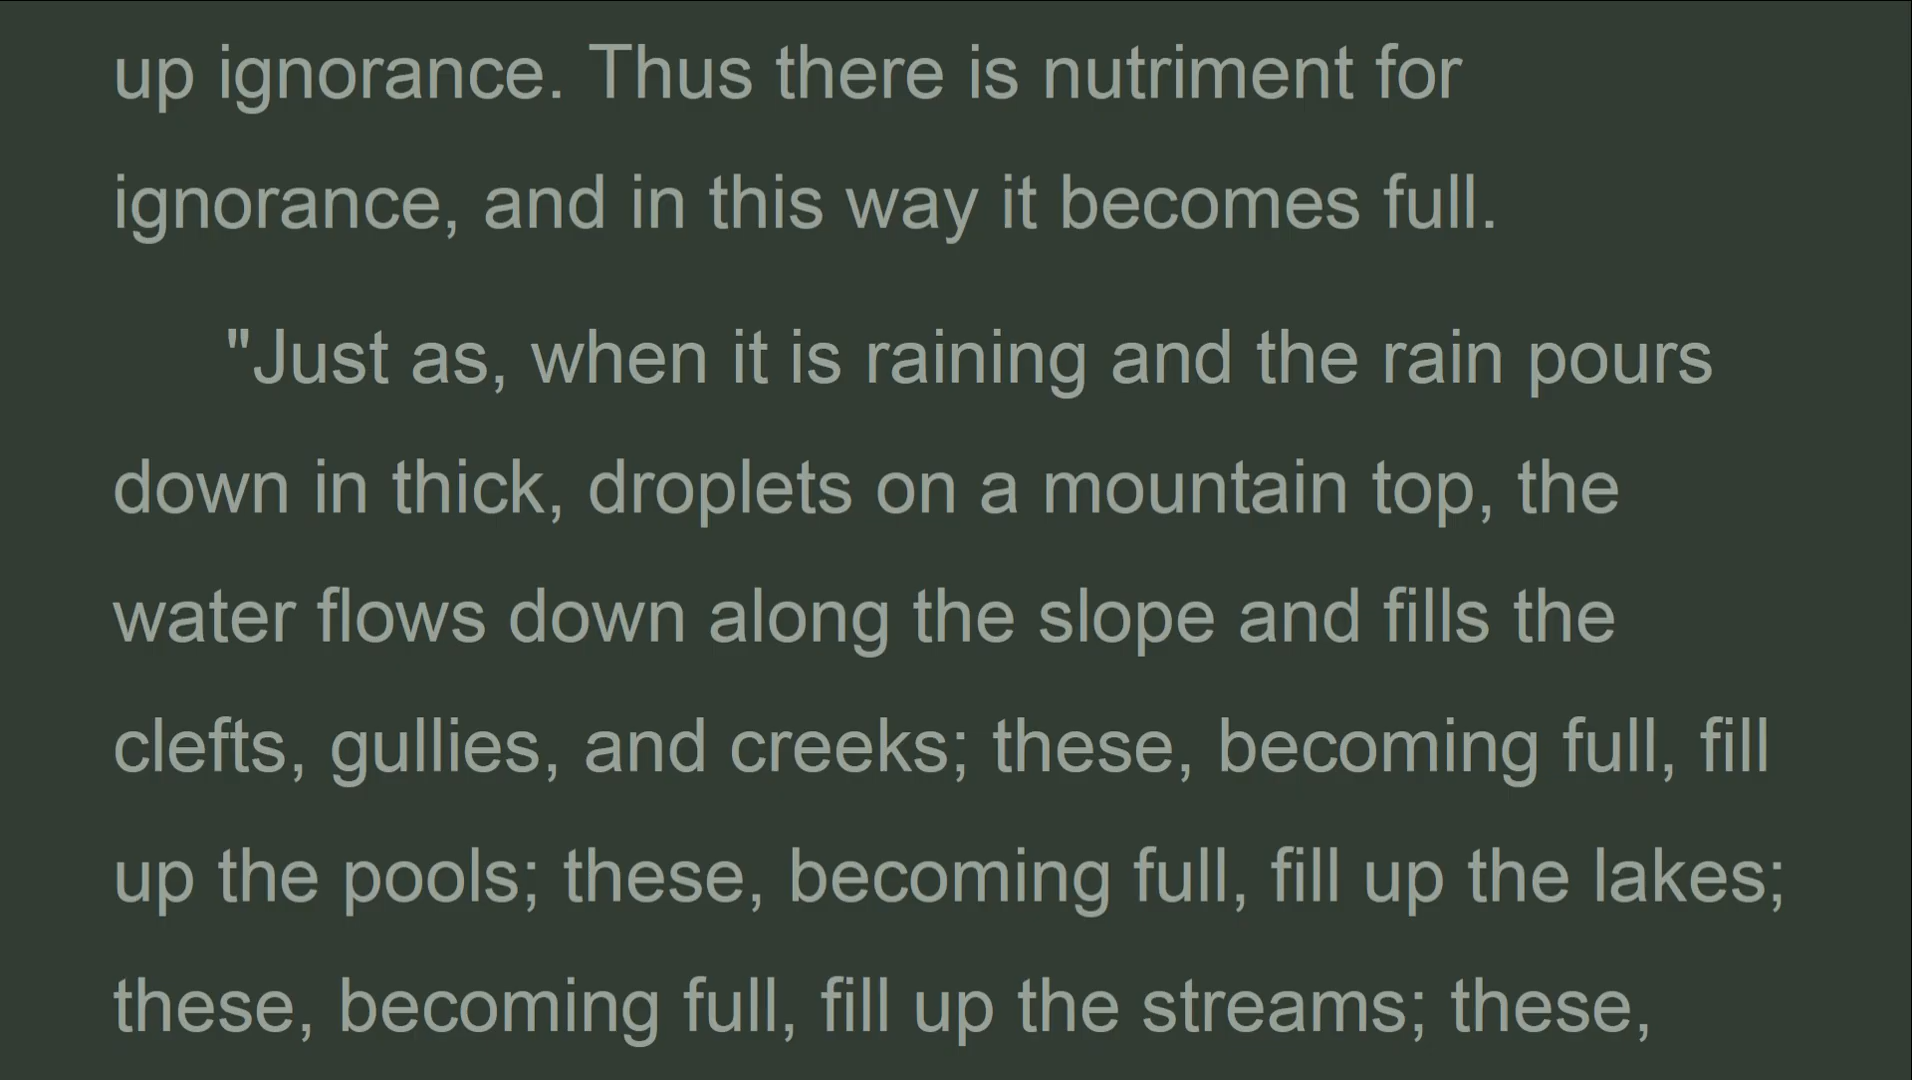 up ignorance. Thus there is nutriment for
ignorance, and in this way it becomes full.
"Just as, when it is raining and the rain pours
down in thick, droplets on a mountain top, the
water flows down along the slope and fills the
clefts, gullies, and creeks; these, becoming full, fill
up the pools; these, becoming full, fill up the lakes;
these, becoming full, fill up the streams; these,